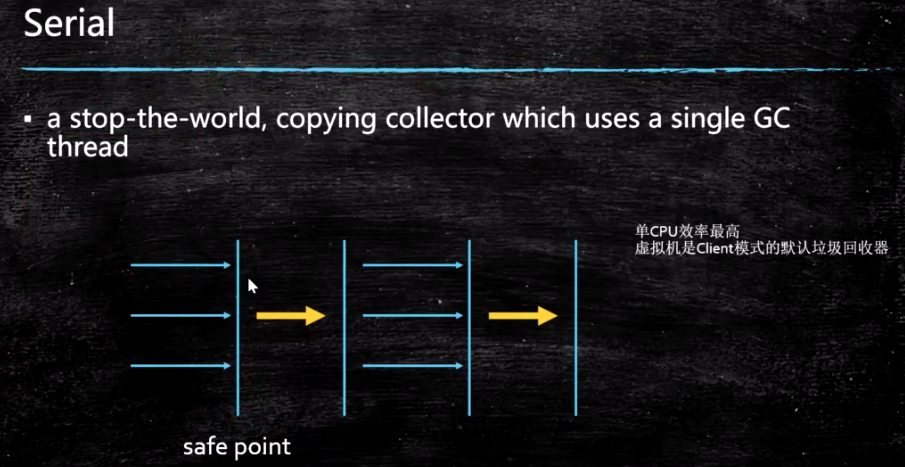 Serial
▪ a stop-the-world, copying collector which uses a single GC
thread
单CPU效率最高
虚拟机是Client模式的默认垃圾回收器
safe point